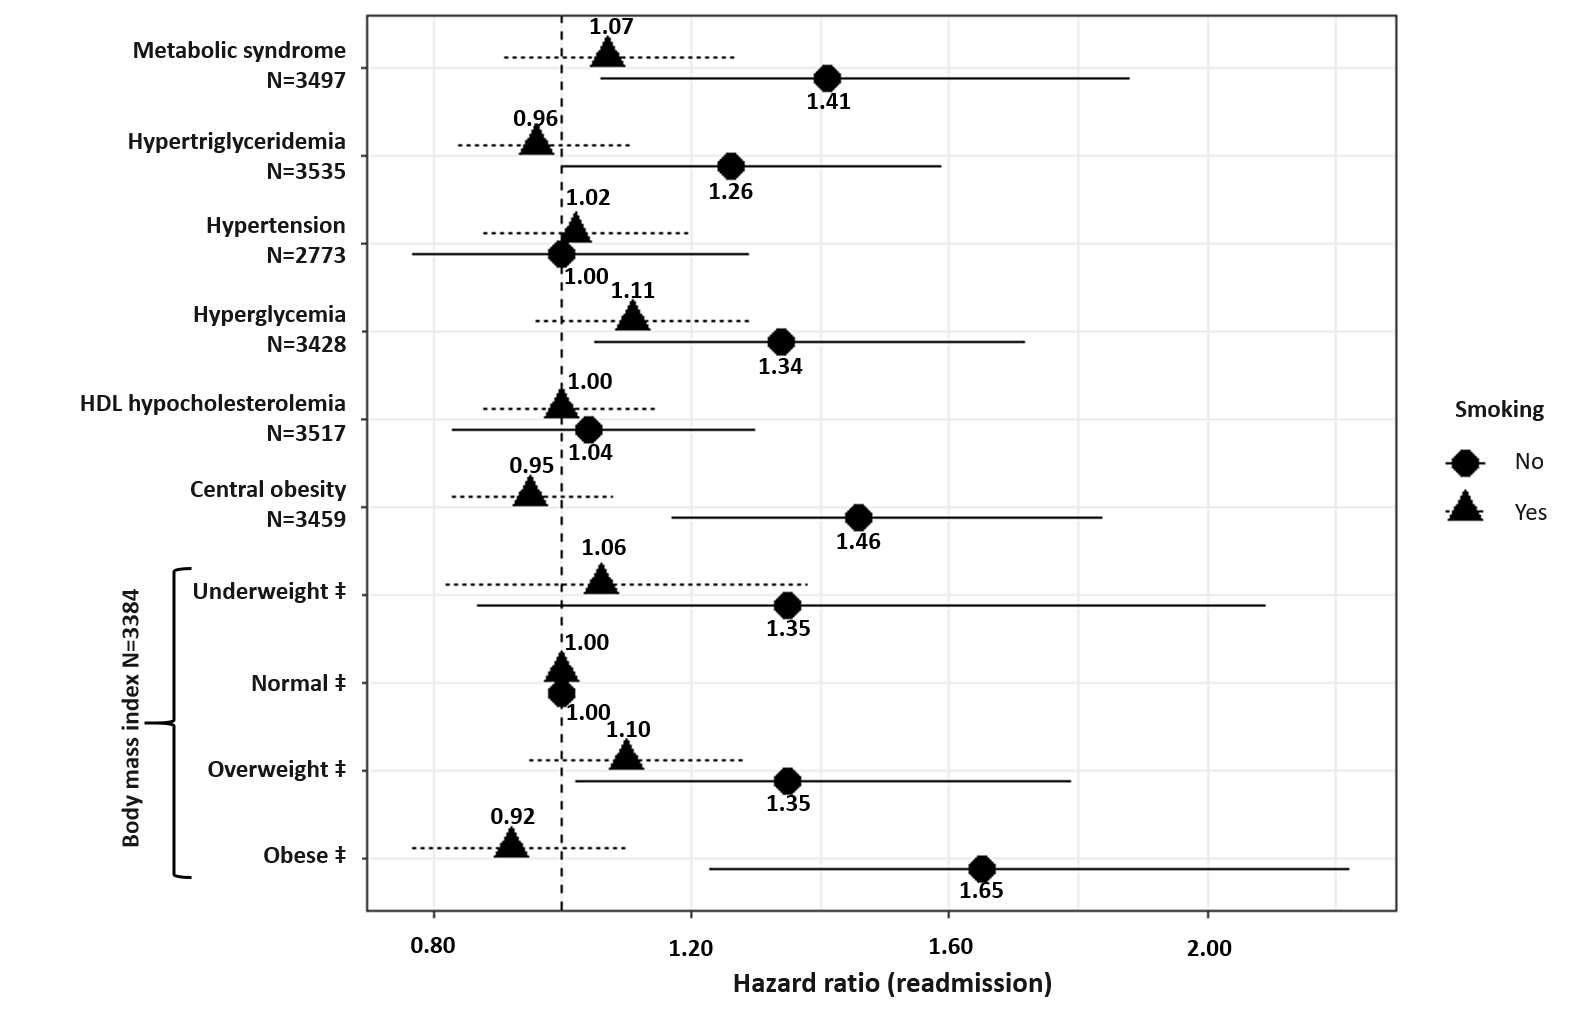 1.07
Metabolic syndrome
N=3497
1.41
0.96
Hypertriglyceridemia
N=3535
1.26
1.02
Hypertension
N=2773
1.00
1.11
Hyperglycemia
N=3428
1.34
1.00
HDL hypocholesterolemia
N=3517
1.04
0.95
Central obesity
N=3459
1.46
1.06
Underweight ‡
1.35
1.00
Normal ‡
1.00
1.10
Overweight ‡
1.35
0.92
Obese ‡
1.65
Body mass index N=3384
0.80 1.20 1.60 2.00
Hazard ratio (readmission)
Smoking
No
Yes